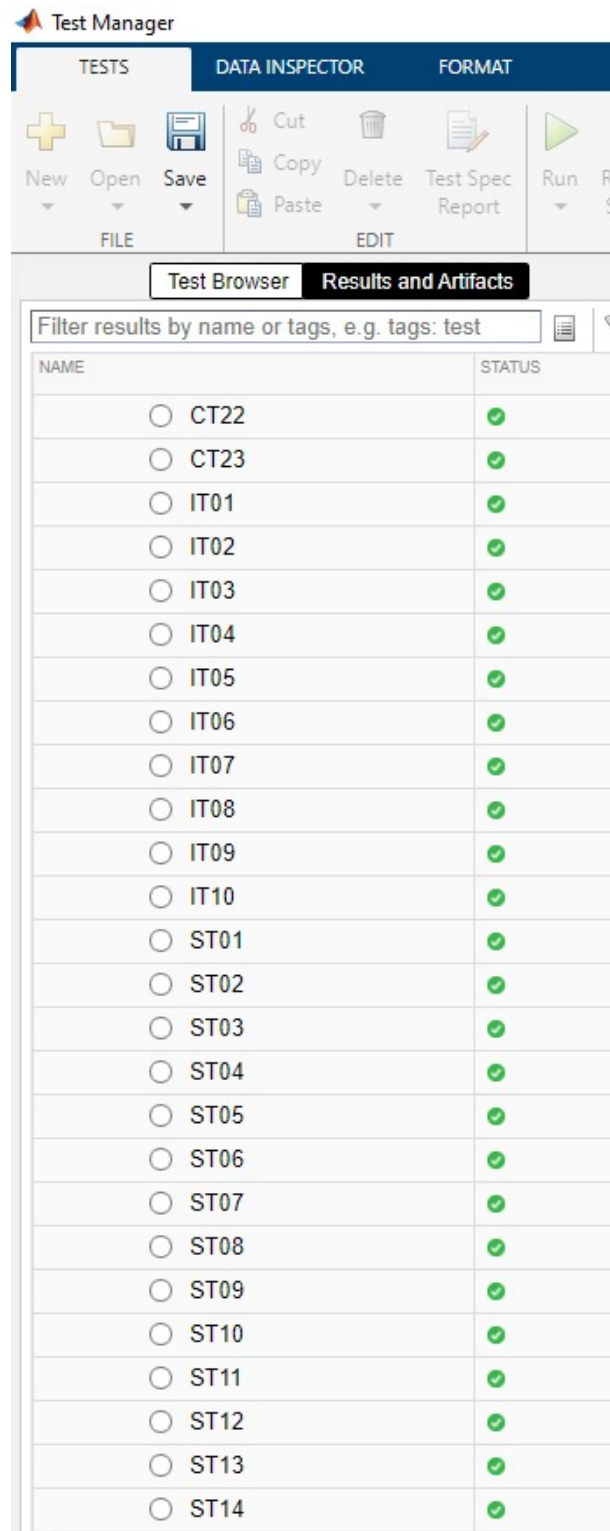 Test Manager
TESTS DATA INSPECTOR FORMAT
New Open Save Cut Copy Paste Delete Test Spec Report Run
FILE EDIT
Test Browser Results and Artifacts
Filter results by name or tags, e.g. tags: test
NAME STATUS
CT22
CT23
IT01
IT02
IT03
IT04
IT05
IT06
IT07
IT08
IT09
IT10
ST01
ST02
ST03
ST04
ST05
ST06
ST07
ST08
ST09
ST10
ST11
ST12
ST13
ST14